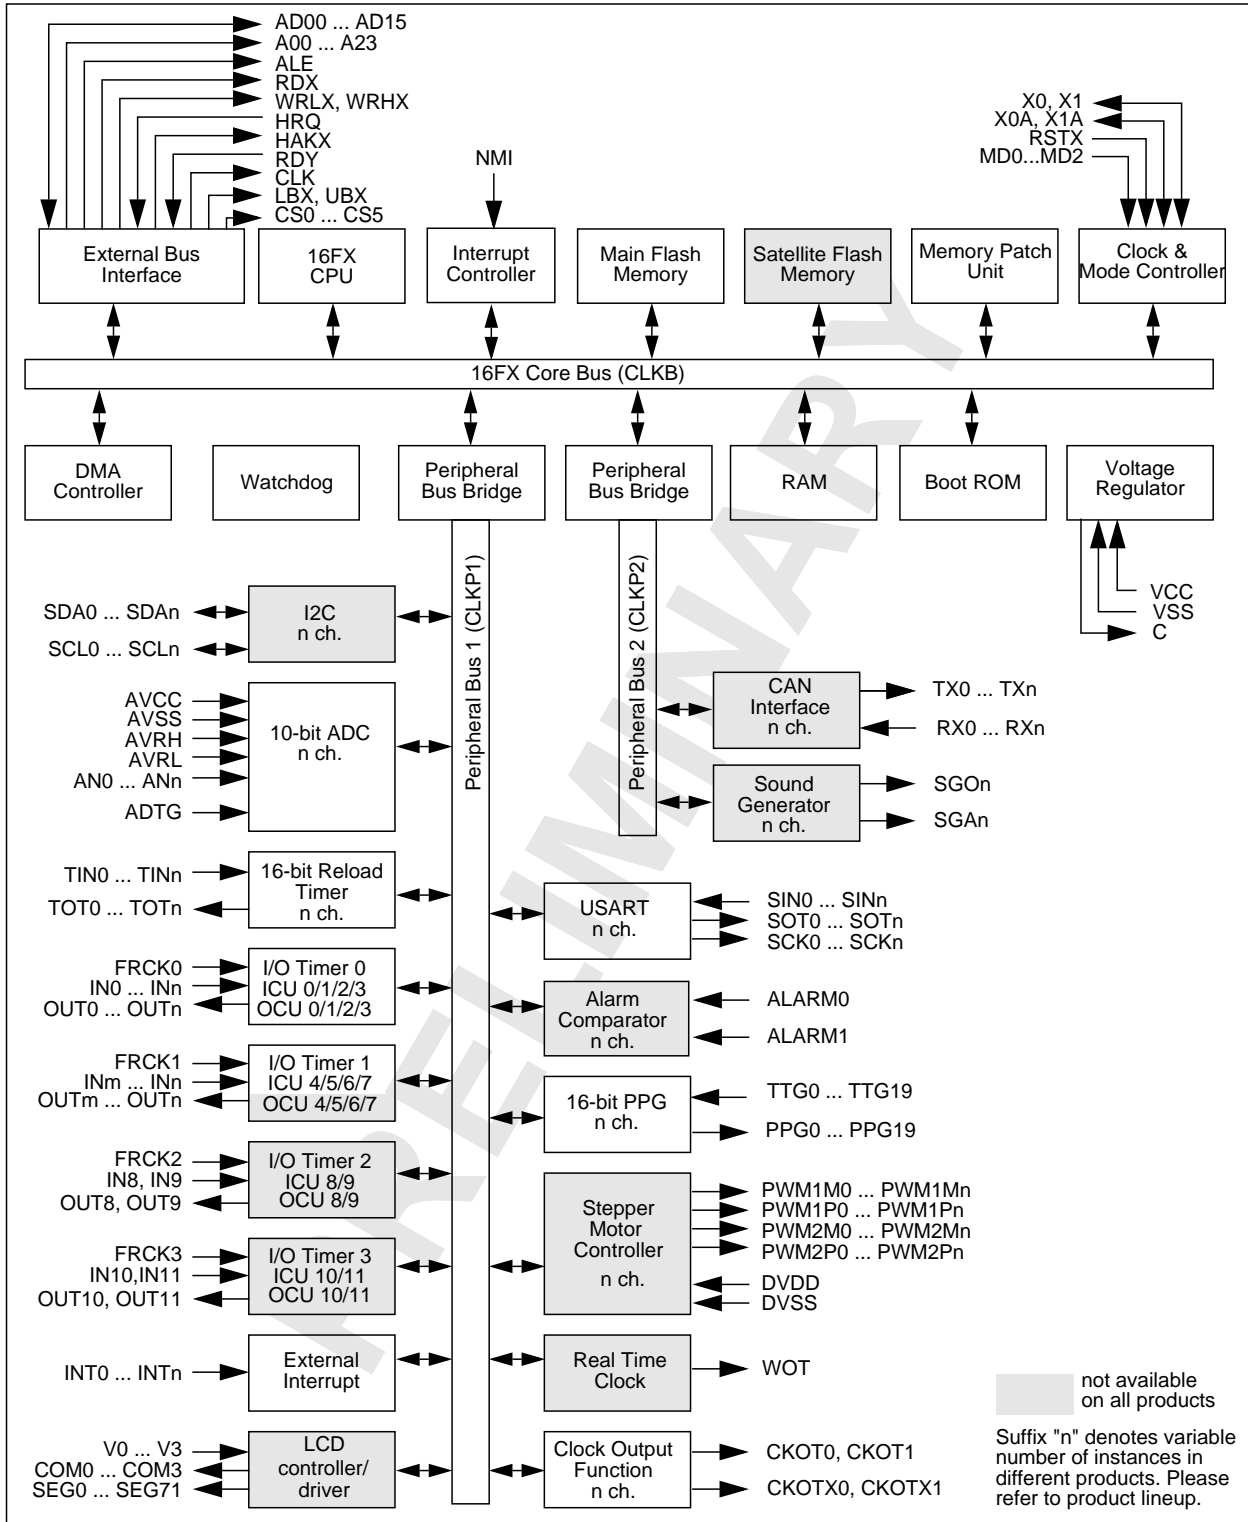 AD00 ... AD15
A00 ... A23
ALE
RDX
WRLX, WRHX
HRQ
HAKX
RDY
CLK
LBX, UBX
CS0 ... CS5
NMI
X0, X1
X0A, X1A
RSTX
MD0...MD2
External Bus
Interface
16FX
CPU
Interrupt
Controller
Main Flash
Memory
Satellite Flash
Memory
Memory Patch
Unit
Clock &
Mode Controller
16FX Core Bus (CLKB)
DMA
Controller
Watchdog
Peripheral
Bus Bridge
Peripheral
Bus Bridge
RAM
Boot ROM
Voltage
Regulator
VCC
VSS
C
Peripheral Bus 1 (CLKP1)
Peripheral Bus 2 (CLKP2)
SDA0 ... SDAn
SCL0 ... SCLn
I2C
n ch.
AVCC
AVSS
AVRH
AVRL
AN0 ... ANn
ADTG
10-bit ADC
n ch.
TIN0 ... TINn
TOT0 ... TOTn
16-bit Reload
Timer
n ch.
FRCK0
IN0 ... INn
OUT0 ... OUTn
I/O Timer 0
ICU 0/1/2/3
OCU 0/1/2/3
FRCK1
INm ... INn
OUTm ... OUTn
I/O Timer 1
ICU 4/5/6/7
OCU 4/5/6/7
FRCK2
IN8, IN9
OUT8, OUT9
I/O Timer 2
ICU 8/9
OCU 8/9
FRCK3
IN10,IN11
OUT10, OUT11
I/O Timer 3
ICU 10/11
OCU 10/11
INT0 ... INTn
External
Interrupt
V0 ... V3
COM0 ... COM3
SEG0 ... SEG71
LCD
controller/
driver
CAN
Interface
n ch.
TX0 ... TXn
RX0 ... RXn
Sound
Generator
n ch.
SGOn
SGAn
USART
n ch.
SIN0 ... SINn
SOT0 ... SOTn
SCK0 ... SCKn
Alarm
Comparator
n ch.
ALARM0
ALARM1
16-bit PPG
n ch.
TTG0 ... TTG19
PPG0 ... PPG19
Stepper
Motor
Controller
n ch.
PWM1M0 ... PWM1Mn
PWM1P0 ... PWM1Pn
PWM2M0 ... PWM2Mn
PWM2P0 ... PWM2Pn
DVDD
DVSS
Real Time
Clock
WOT
Clock Output
Function
n ch.
CKOT0, CKOT1
CKOTX0, CKOTX1
not available
on all products
Suffix "n" denotes variable
number of instances in
different products. Please
refer to product lineup.
PRELIMINARY